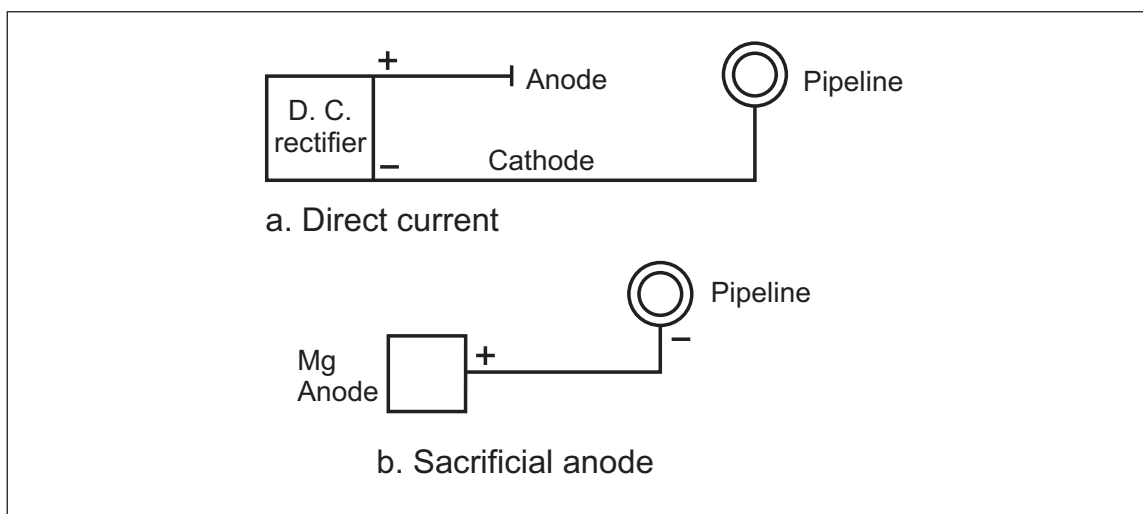 +
Anode
Pipeline
D. C.
rectifier
−
Cathode
a. Direct current
Pipeline
−
+
Mg
Anode
b. Sacrificial anode